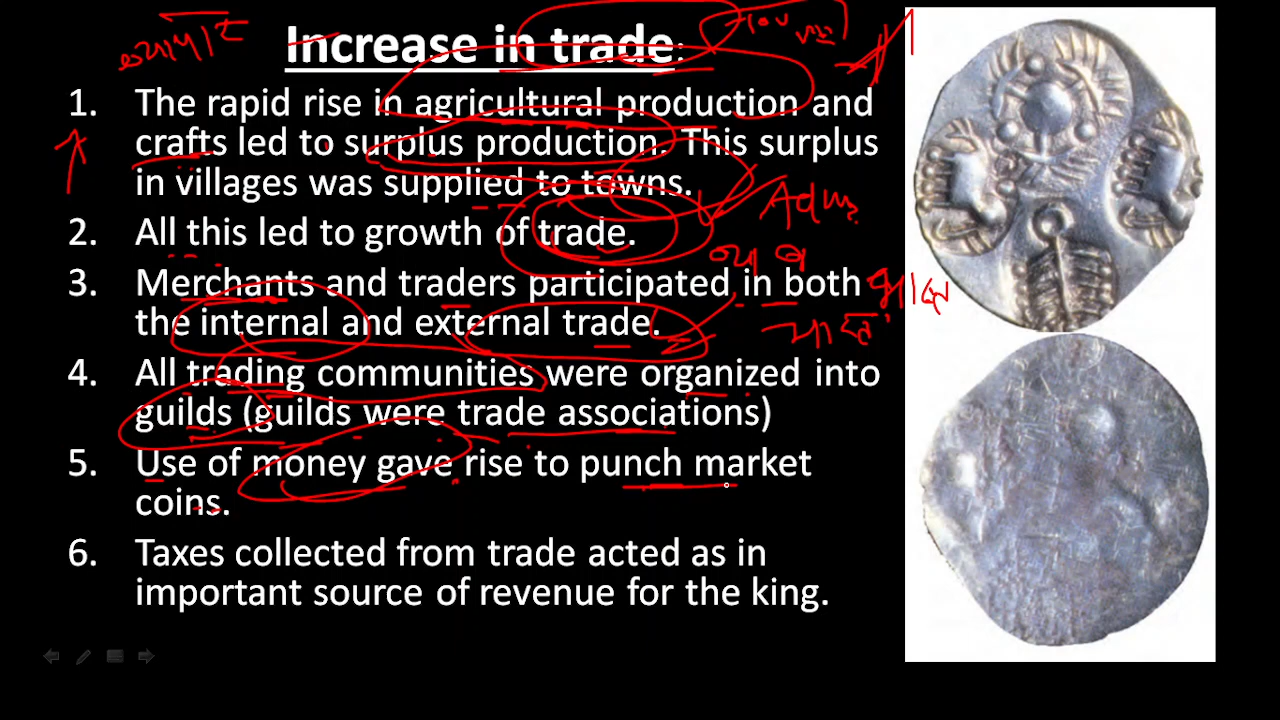 व्यापार
Increase in trade:
1. The rapid rise in agricultural production and
crafts led to surplus production. This surplus
in villages was supplied to towns.
2. All this led to growth of trade.
3. Merchants and traders participated in both
the internal and external trade.
4. All trading communities were organized into
guilds (guilds were trade associations)
5. Use of money gave rise to punch market
coins.
6. Taxes collected from trade acted as in
important source of revenue for the king.